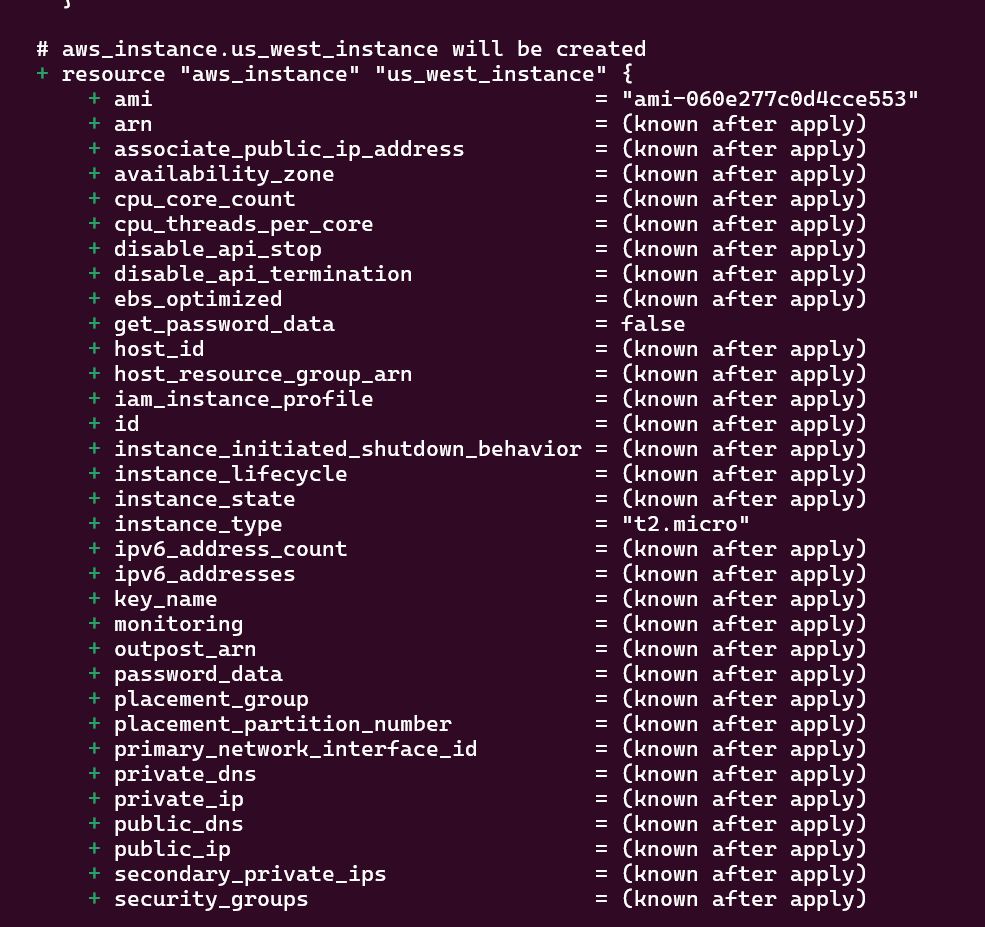 }
# aws_instance.us_west_instance will be created
+ resource "aws_instance" "us_west_instance" {
+ ami = "ami-060e277c0d4cce553"
+ arn = (known after apply)
+ associate_public_ip_address = (known after apply)
+ availability_zone = (known after apply)
+ cpu_core_count = (known after apply)
+ cpu_threads_per_core = (known after apply)
+ disable_api_stop = (known after apply)
+ disable_api_termination = (known after apply)
+ ebs_optimized = (known after apply)
+ get_password_data = false
+ host_id = (known after apply)
+ host_resource_group_arn = (known after apply)
+ iam_instance_profile = (known after apply)
+ id = (known after apply)
+ instance_initiated_shutdown_behavior = (known after apply)
+ instance_lifecycle = (known after apply)
+ instance_state = (known after apply)
+ instance_type = "t2.micro"
+ ipv6_address_count = (known after apply)
+ ipv6_addresses = (known after apply)
+ key_name = (known after apply)
+ monitoring = (known after apply)
+ outpost_arn = (known after apply)
+ password_data = (known after apply)
+ placement_group = (known after apply)
+ placement_partition_number = (known after apply)
+ primary_network_interface_id = (known after apply)
+ private_dns = (known after apply)
+ private_ip = (known after apply)
+ public_dns = (known after apply)
+ public_ip = (known after apply)
+ secondary_private_ips = (known after apply)
+ security_groups = (known after apply)